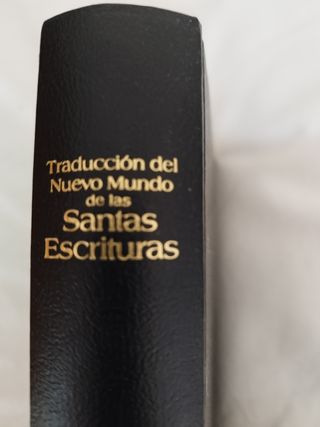 Traducción del
Nuevo Mundo
de las
Santas
Escrituras